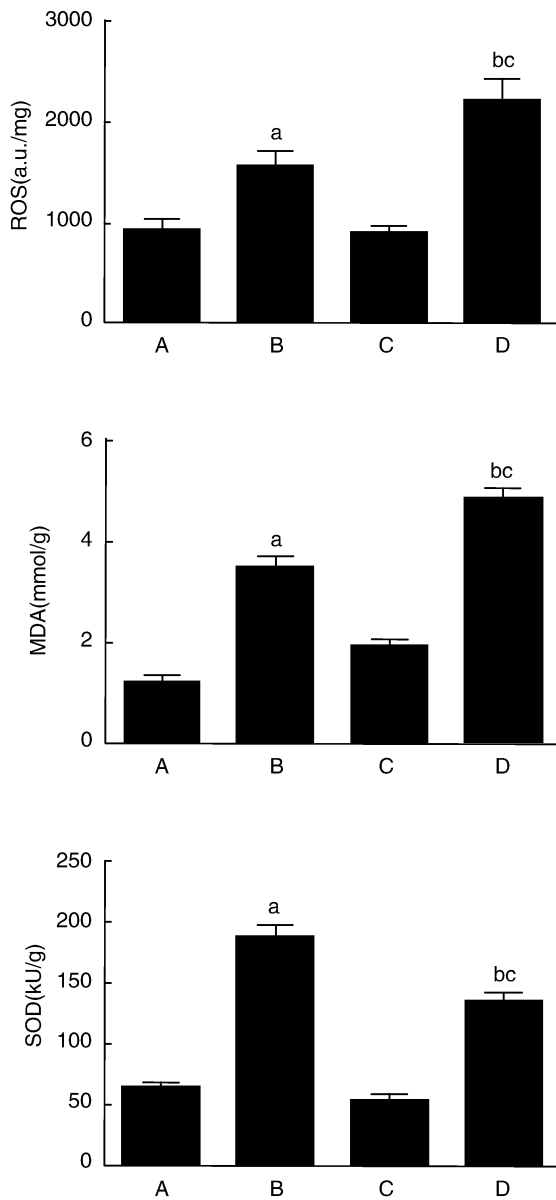 ROS(a.u./mg)
3000
2000
1000
0
a
bc
A B C D
MDA(mmol/g)
6
4
2
0
a
bc
A B C D
SOD(kU/g)
250
200
150
100
50
0
a
bc
A B C D